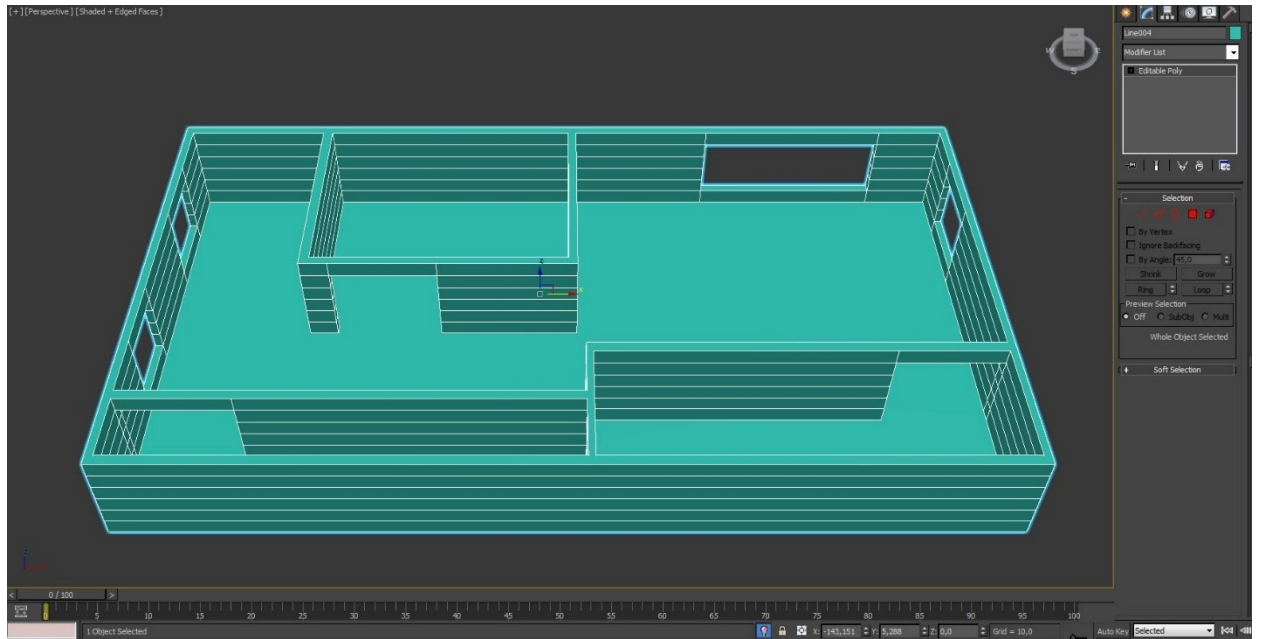 [+][Perspective][Shaded + Edged Faces]
W E
S
Line004
Modifier List
Editable Poly
- Selection
By Vertex
Ignore Backfacing
By Angle: 45,0
Shrink Grow
Ring Loop
Preview Selection
Off SubObj Multi
Whole Object Selected
+ Soft Selection
z
x
z
< 0 / 100 >
0 5 10 15 20 25 30 35 40 45 50 55 60 65 70 75 80 85 90 95 100
1 Object Selected X: -143,151 Y: 5,288 Z: 0,0 Grid = 10,0 Auto Key Selected